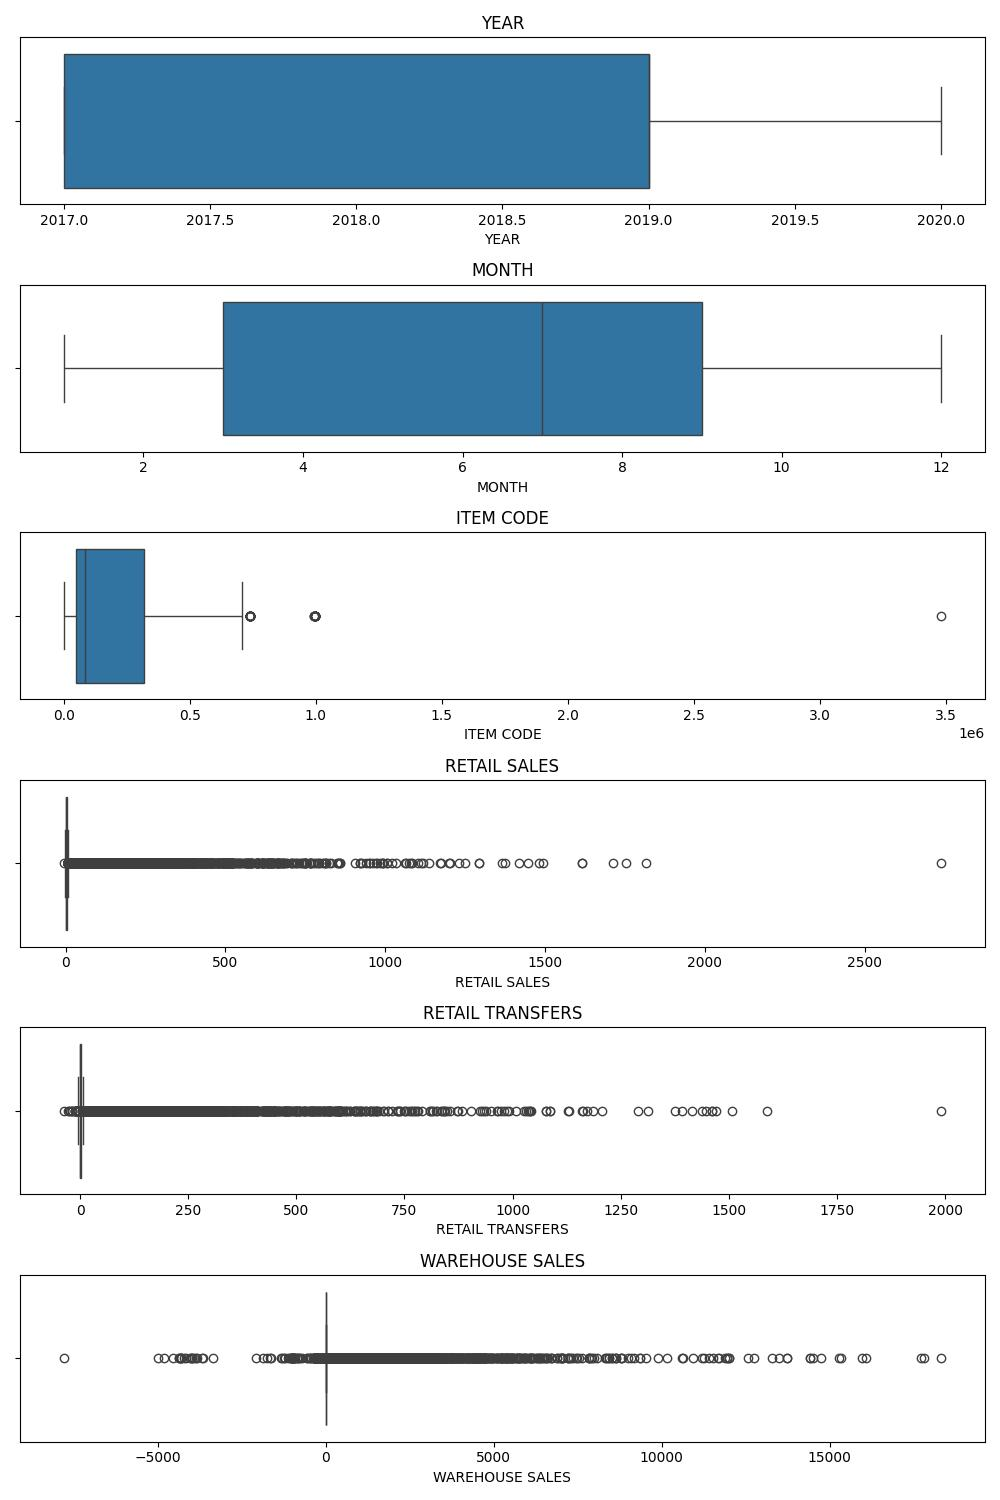 YEAR
2017.0 2017.5 2018.0 2018.5 2019.0 2019.5 2020.0
YEAR
MONTH
2 4 6 8 10 12
MONTH
ITEM CODE
0.0 0.5 1.0 1.5 2.0 2.5 3.0 3.5
ITEM CODE 1e6
RETAIL SALES
0 500 1000 1500 2000 2500
RETAIL SALES
RETAIL TRANSFERS
0 250 500 750 1000 1250 1500 1750 2000
RETAIL TRANSFERS
WAREHOUSE SALES
−5000 0 5000 10000 15000
WAREHOUSE SALES